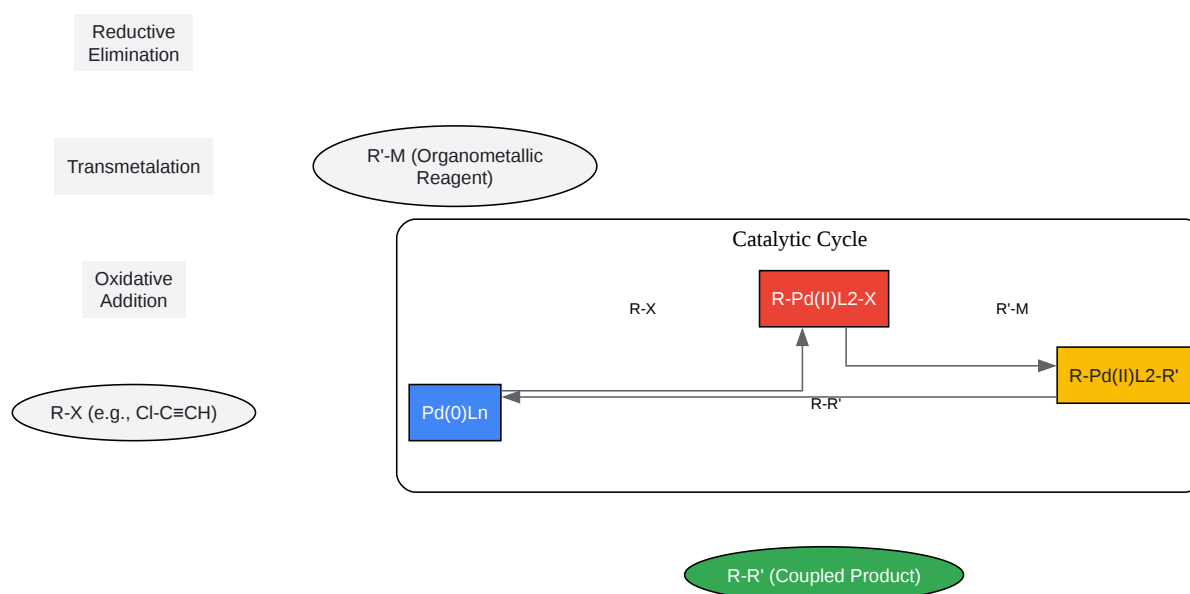 Reductive
Elimination
Transmetalation
R'-M (Organometallic
Reagent)
Catalytic Cycle
Oxidative
Addition
R-X
R-Pd(II)L2-X
R'-M
R-Pd(II)L2-R'
R-X (e.g., Cl-C≡CH)
Pd(0)Ln
R-R'
R-R' (Coupled Product)